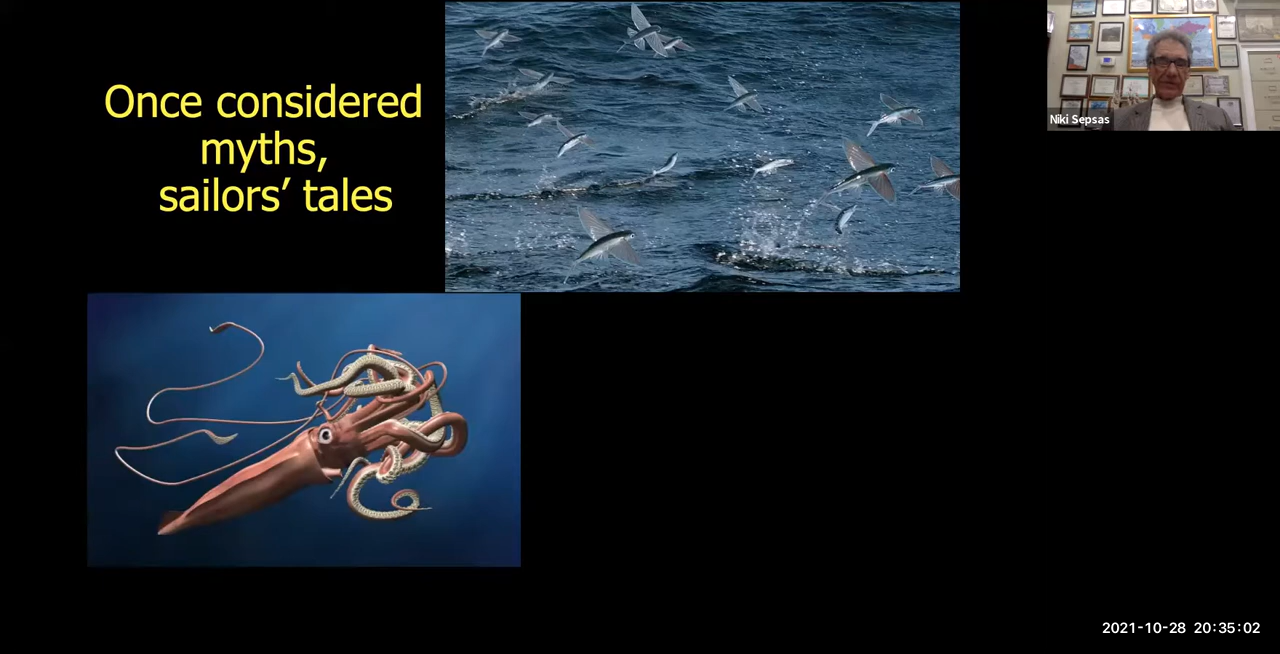 Once considered
myths,
sailors’ tales
Niki Sepsas
2021-10-28 20:35:02